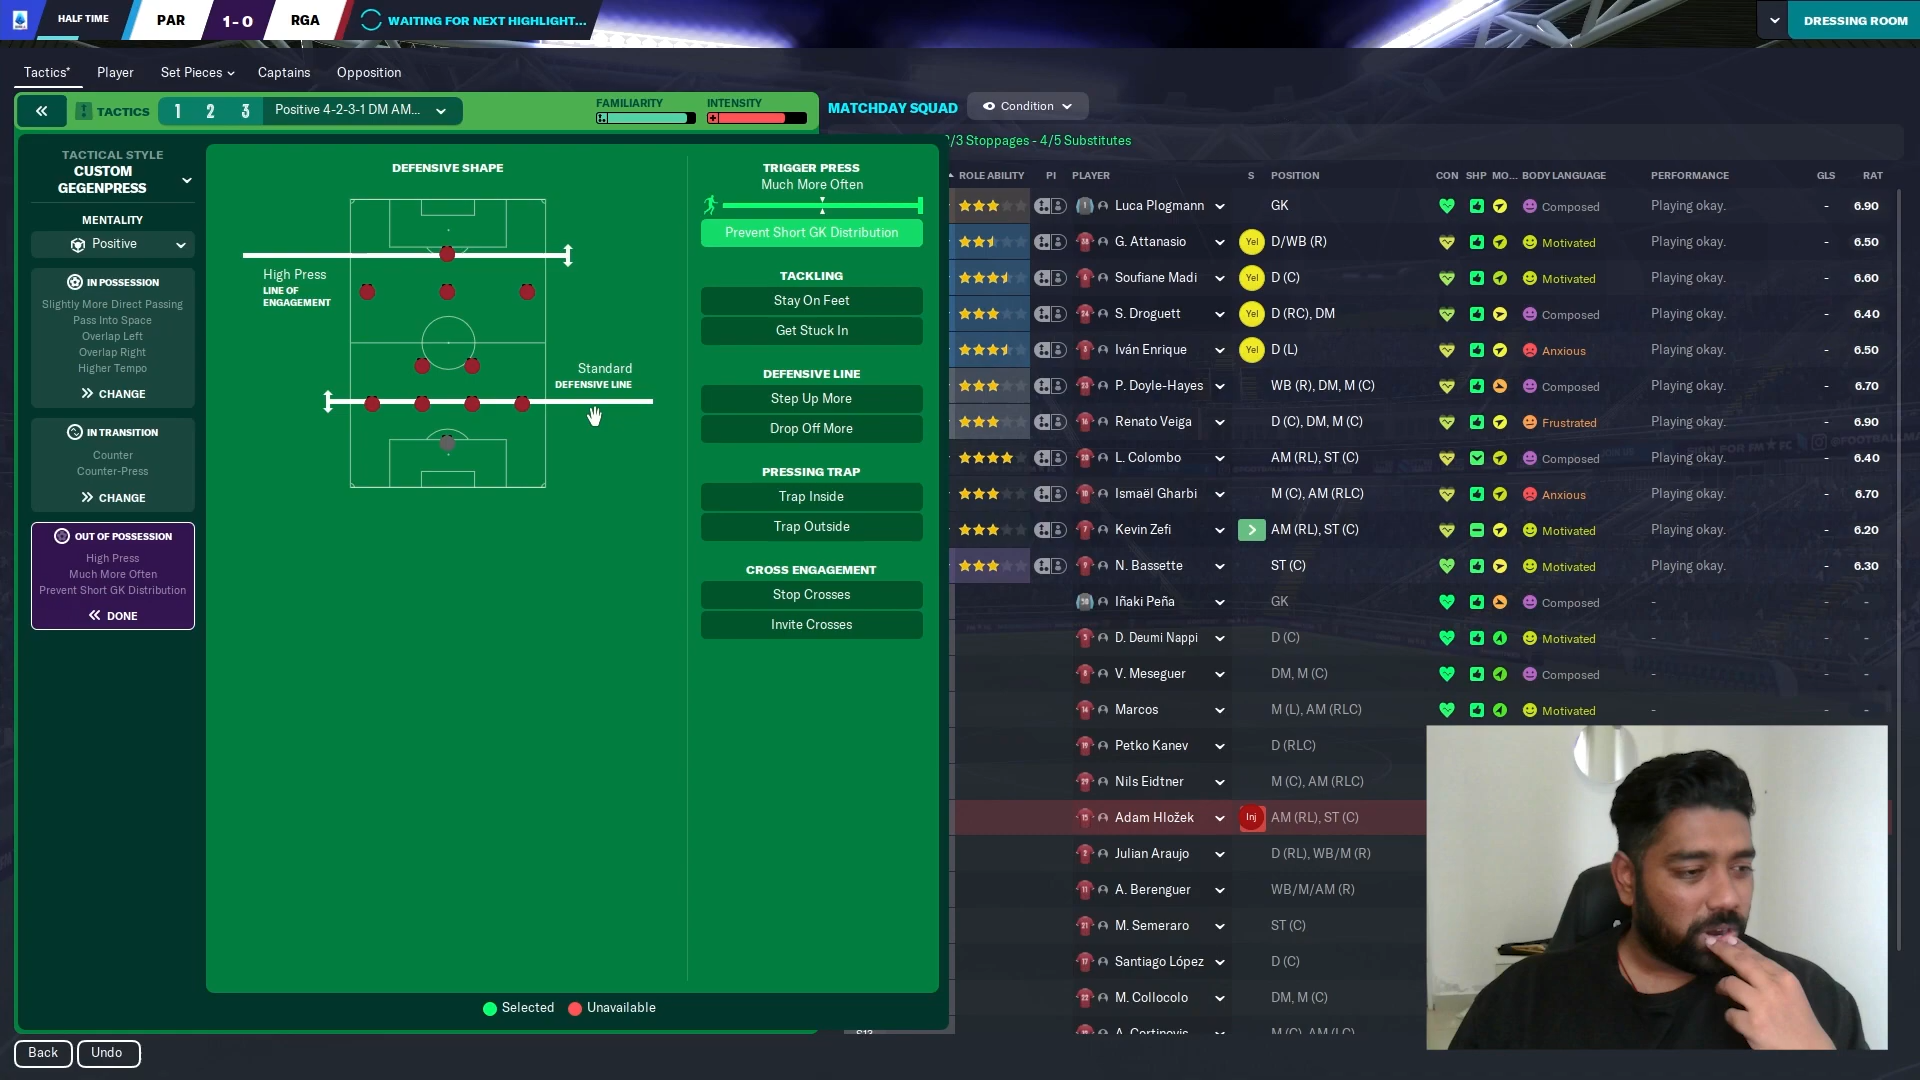 HALF TIME
PAR
1 - 0
RGA
WAITING FOR NEXT HIGHLIGHT...
DRESSING ROOM
Tactics*
Player
Set Pieces
Captains
Opposition
TACTICS
1 2 3
Positive 4-2-3-1 DM AM...
FAMILIARITY
INTENSITY
MATCHDAY SQUAD
Condition
/3 Stoppages - 4/5 Substitutes
TACTICAL STYLE
CUSTOM
GEGENPRESS
MENTALITY
Positive
IN POSSESSION
Slightly More Direct Passing
Pass Into Space
Overlap Left
Overlap Right
Higher Tempo
CHANGE
IN TRANSITION
Counter
Counter-Press
CHANGE
OUT OF POSSESSION
High Press
Much More Often
Prevent Short GK Distribution
DONE
DEFENSIVE SHAPE
High Press
LINE OF
ENGAGEMENT
Standard
DEFENSIVE LINE
TRIGGER PRESS
Much More Often
Prevent Short GK Distribution
TACKLING
Stay On Feet
Get Stuck In
DEFENSIVE LINE
Step Up More
Drop Off More
PRESSING TRAP
Trap Inside
Trap Outside
CROSS ENGAGEMENT
Stop Crosses
Invite Crosses
Selected
Unavailable
Back
Undo
ROLE ABILITY PI PLAYER S POSITION CON SHP MO... BODY LANGUAGE PERFORMANCE GLS RAT
Luca Plogmann GK Composed Playing okay. - 6.90
G. Attanasio Yel D/WB (R) Motivated Playing okay. - 6.50
Soufiane Madi Yel D (C) Motivated Playing okay. - 6.60
S. Droguett Yel D (RC), DM Composed Playing okay. - 6.40
Iván Enrique Yel D (L) Anxious Playing okay. - 6.50
P. Doyle-Hayes WB (R), DM, M (C) Composed Playing okay. - 6.70
Renato Veiga D (C), DM, M (C) Frustrated Playing okay. - 6.90
L. Colombo AM (RL), ST (C) Composed Playing okay. - 6.40
Ismaël Gharbi M (C), AM (RLC) Anxious Playing okay. - 6.70
Kevin Zefi AM (RL), ST (C) Motivated Playing okay. - 6.20
N. Bassette ST (C) Motivated Playing okay. - 6.30
Iñaki Peña GK Composed - - -
D. Deumi Nappi D (C) Motivated - - -
V. Meseguer DM, M (C) Composed - - -
Marcos M (L), AM (RLC) Motivated - - -
Petko Kanev D (RLC)
Nils Eidtner M (C), AM (RLC)
Adam Hložek Inj AM (RL), ST (C)
Julian Araujo D (RL), WB/M (R)
A. Berenguer WB/M/AM (R)
M. Semeraro ST (C)
Santiago López D (C)
M. Collocolo DM, M (C)
A. Cortinovis M (C), AM (LC)